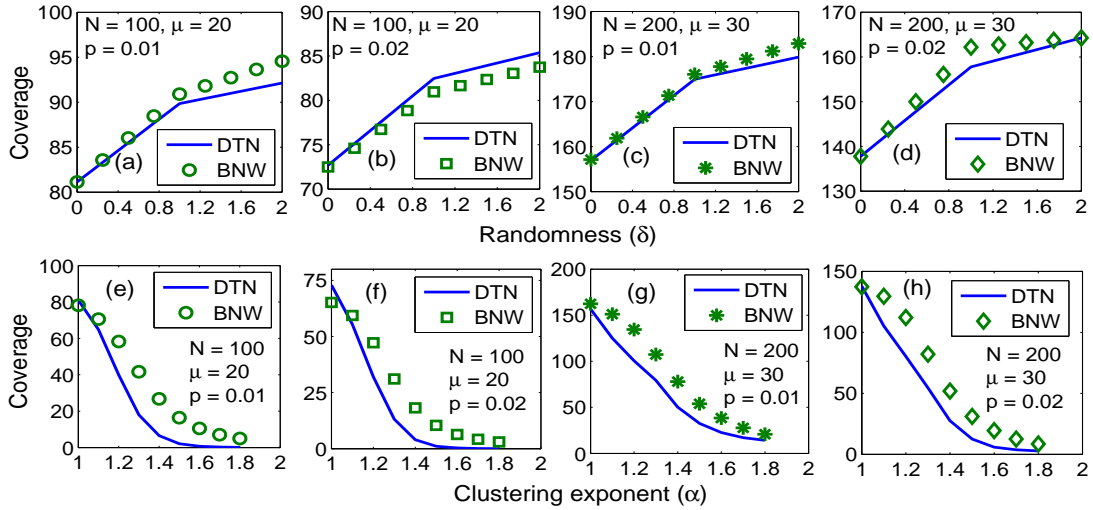 Coverage
100
95
90
85
80
N = 100, μ = 20
p = 0.01
(a)
DTN
BNW
0 0.4 0.8 1.2 1.6 2
100
90
80
70
N = 100, μ = 20
p = 0.02
(b)
DTN
BNW
0 0.4 0.8 1.2 1.6 2
190
180
170
160
150
N = 200, μ = 30
p = 0.01
(c)
DTN
BNW
0 0.4 0.8 1.2 1.6 2
170
160
150
140
130
N = 200, μ = 30
p = 0.02
(d)
DTN
BNW
0 0.4 0.8 1.2 1.6 2
Randomness (δ)
Coverage
100
80
60
40
20
0
(e)
DTN
BNW
N = 100
μ = 20
p = 0.01
1 1.2 1.4 1.6 1.8 2
75
50
25
0
(f)
DTN
BNW
N = 100
μ = 20
p = 0.02
1 1.2 1.4 1.6 1.8 2
200
150
100
50
0
(g)
DTN
BNW
N = 200
μ = 30
p = 0.01
1 1.2 1.4 1.6 1.8 2
150
100
50
0
(h)
DTN
BNW
N = 200
μ = 30
p = 0.02
1 1.2 1.4 1.6 1.8 2
Clustering exponent (α)